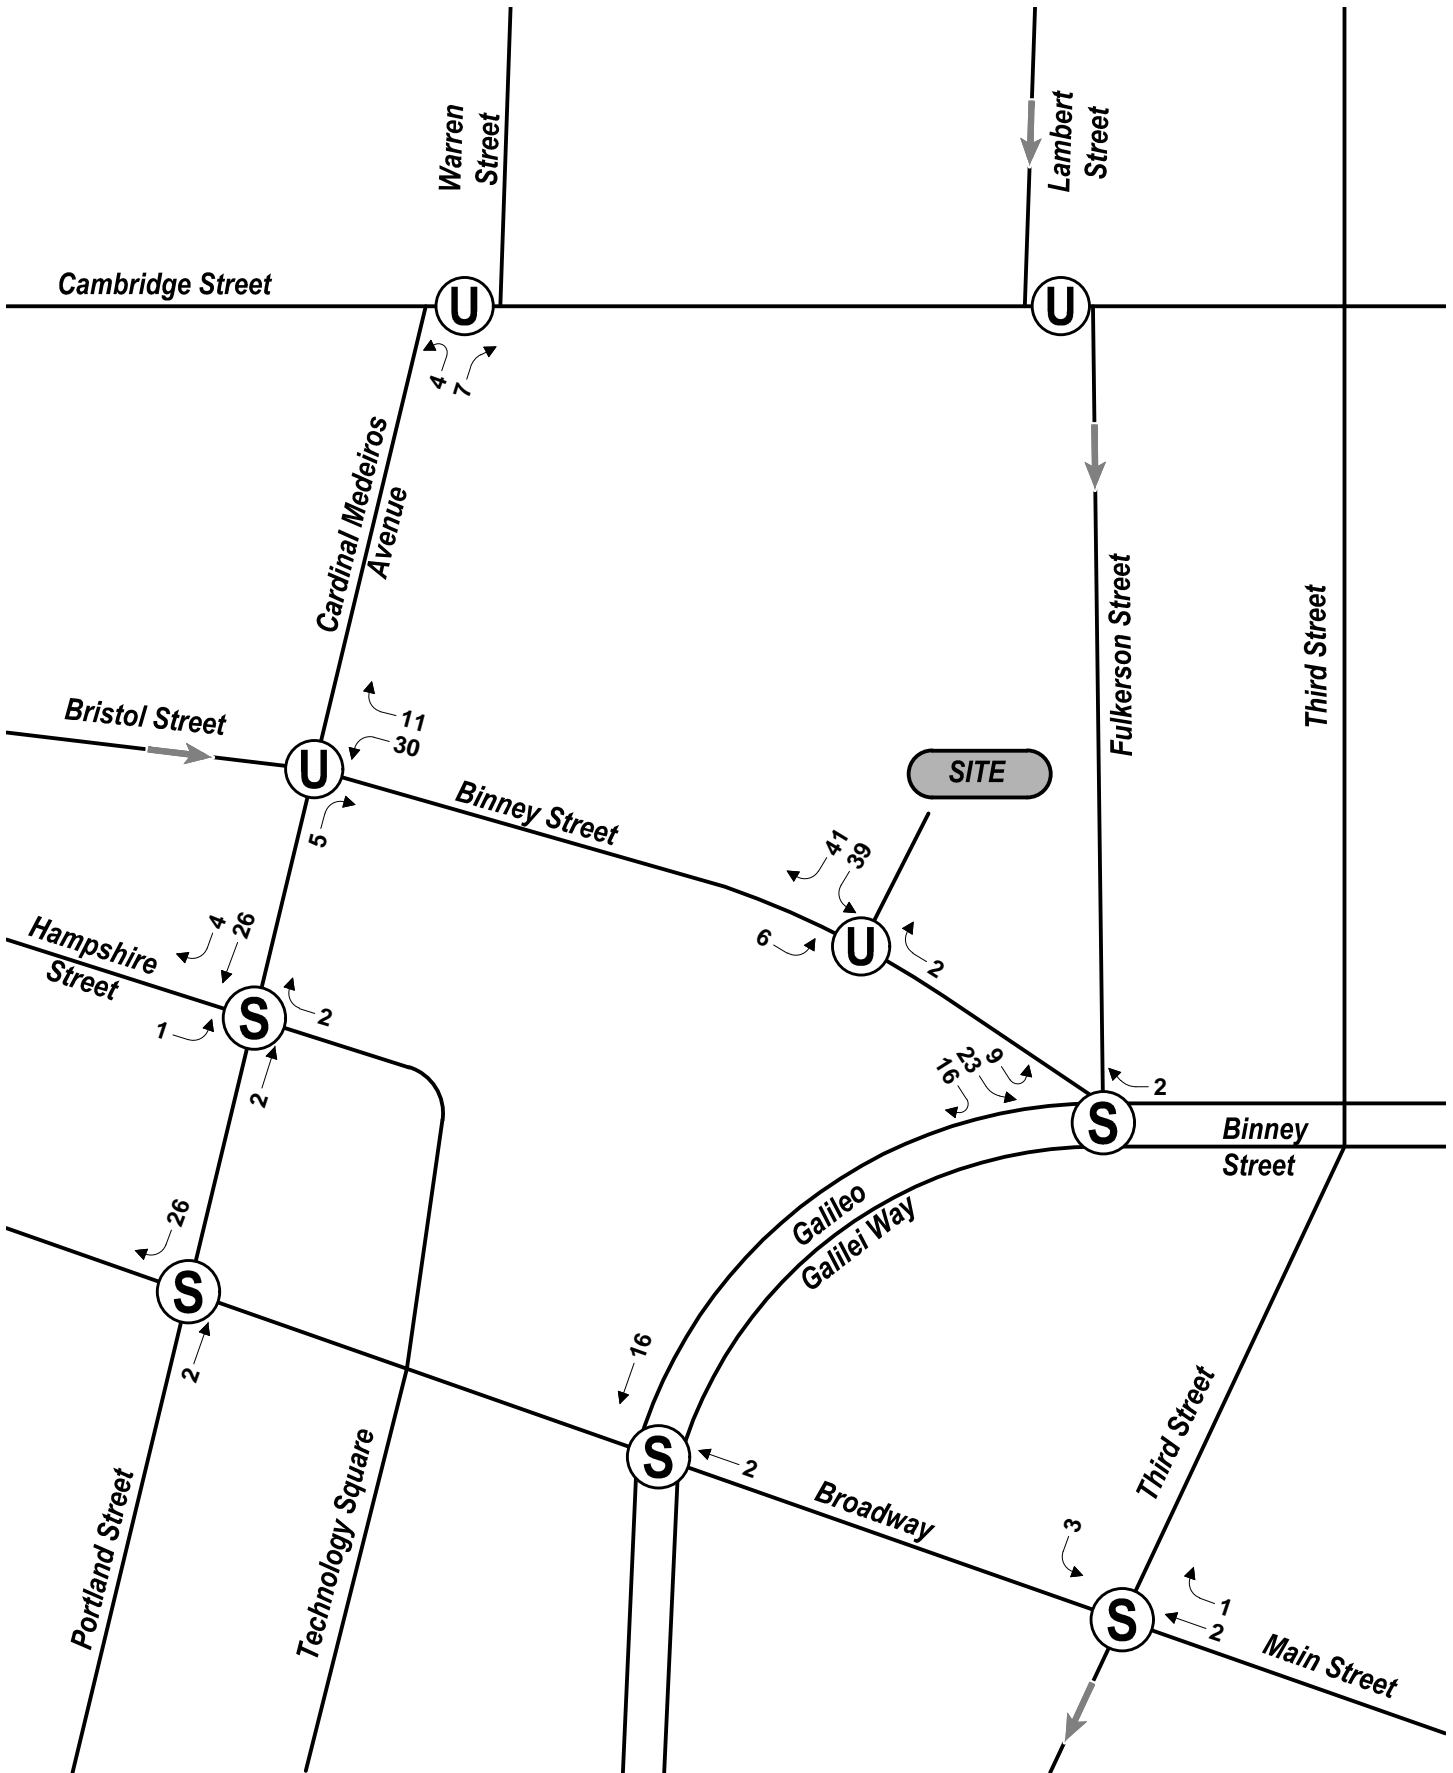 Warren
Street
Lambert
Street
Cambridge Street
U
U
4
7
Cardinal Medeiros
Avenue
Fulkerson Street
Third Street
Bristol Street
11
30
U
5
Binney Street
SITE
41
39
6
U
2
Hampshire
Street
4
26
S
1
2
2
16
23
9
2
S
Binney
Street
Galileo
Galilei Way
26
S
2
16
S
2
Broadway
Third Street
3
S
1
2
Main Street
Portland Street
Technology Square